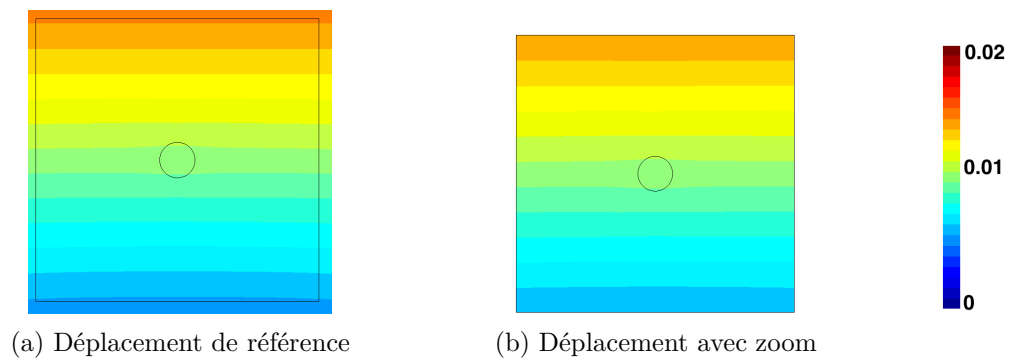 0.02
0.01
0
(a) Déplacement de référence
(b) Déplacement avec zoom